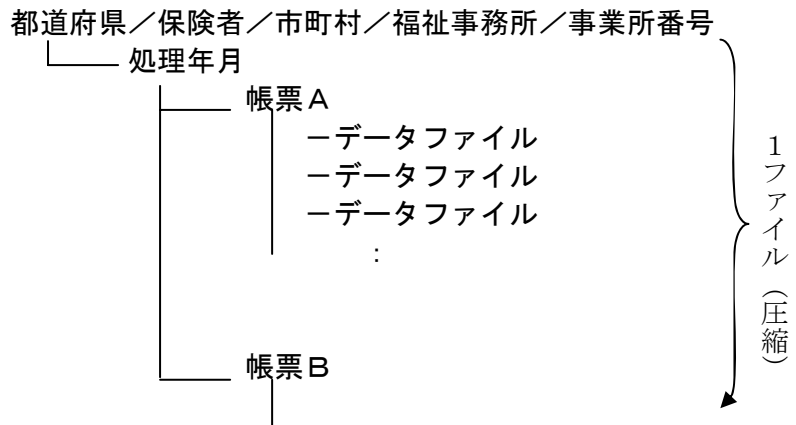 都道府県／保険者／市町村／福祉事務所／事業所番号
処理年月
帳票Ａ
－データファイル
－データファイル
－データファイル
：
帳票Ｂ
１ファイル（圧縮）